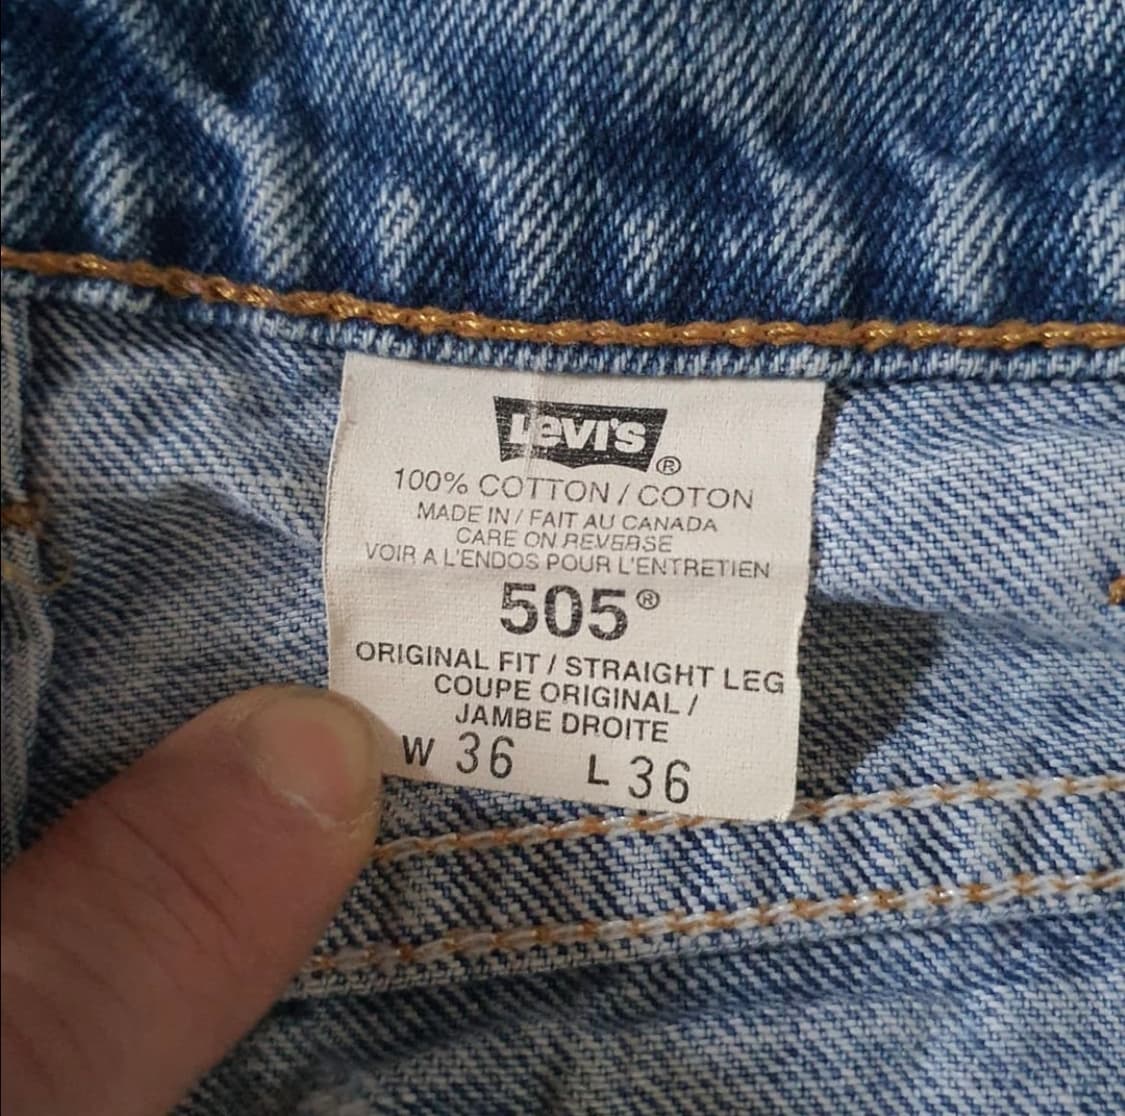 LEVI'S ®
100% COTTON / COTON
MADE IN / FAIT AU CANADA
CARE ON REVERSE
VOIR A L'ENDOS POUR L'ENTRETIEN
505®
ORIGINAL FIT / STRAIGHT LEG
COUPE ORIGINAL /
JAMBE DROITE
W 36 L 36